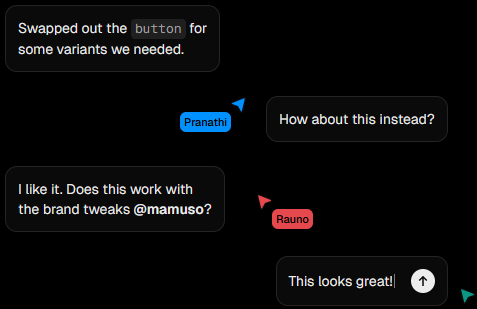 Swapped out the button for
some variants we needed.
Pranathi
How about this instead?
I like it. Does this work with
the brand tweaks @mamuso?
Rauno
This looks great!